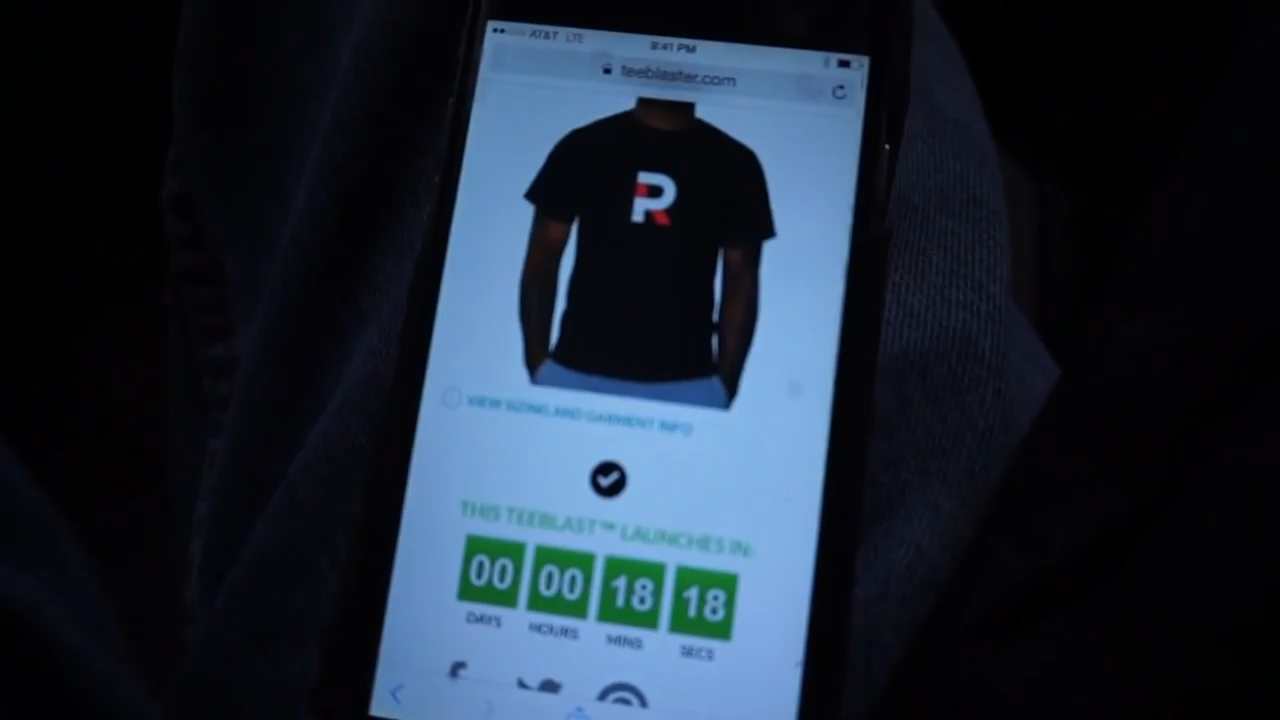 AT&T LTE 8:41 PM
teeblaster.com
R
VIEW SIZING AND GARMENT INFO
THIS TEEBLAST™ LAUNCHES IN:
00 00 18 18
DAYS HOURS MINS SECS